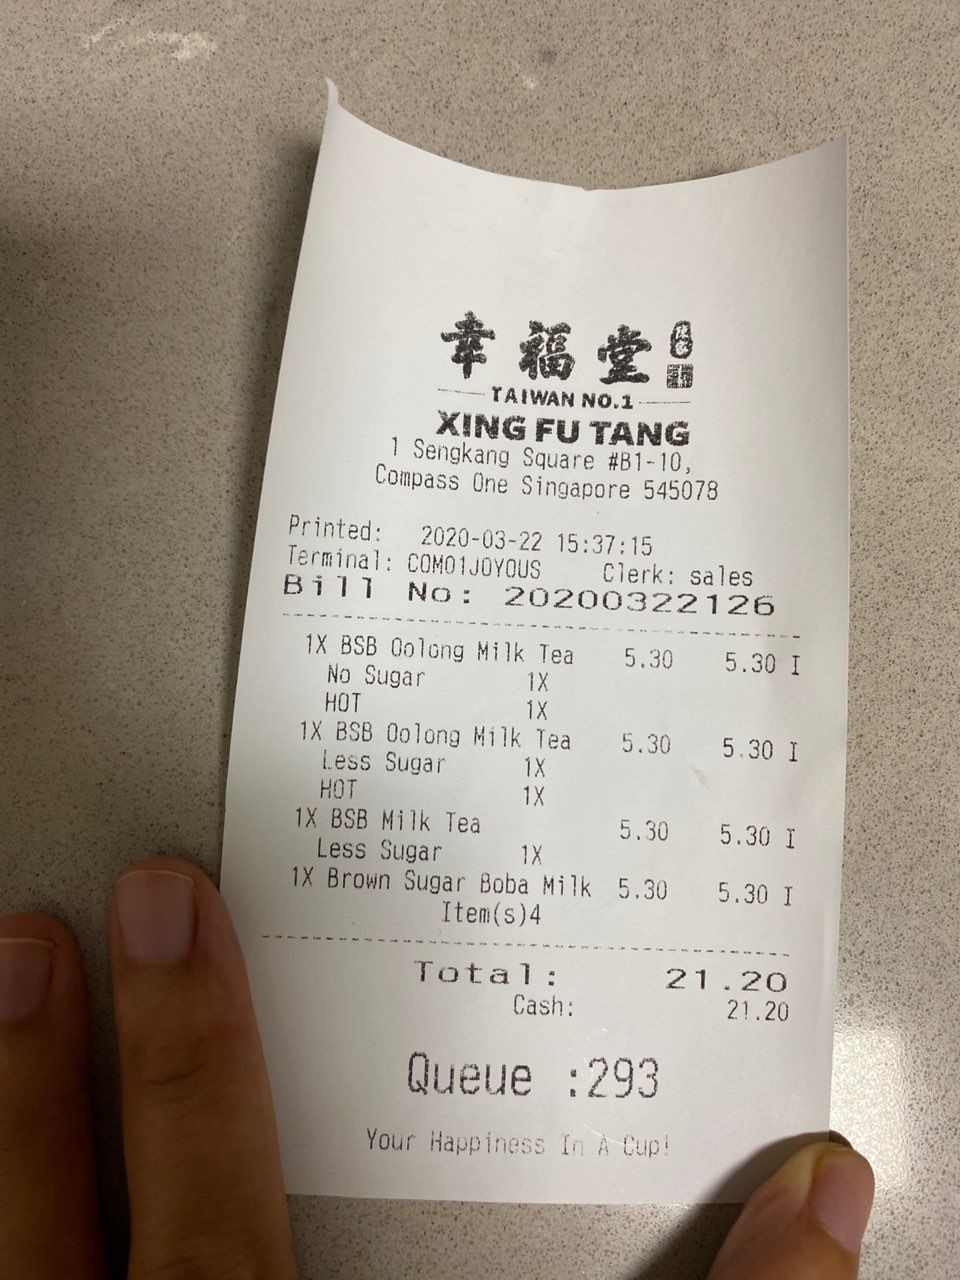 幸福堂
TAIWAN NO.1
XING FU TANG
1 Sengkang Square #B1-10,
Compass One Singapore 545078
Printed: 2020-03-22 15:37:15
Terminal: COM01JOYOUS Clerk: sales
Bill No: 20200322126
1X BSB Oolong Milk Tea 5.30 5.30 I
No Sugar 1X
HOT 1X
1X BSB Oolong Milk Tea 5.30 5.30 I
Less Sugar 1X
HOT 1X
1X BSB Milk Tea 5.30 5.30 I
Less Sugar 1X
1X Brown Sugar Boba Milk 5.30 5.30 I
Item(s)4
Total: 21.20
Cash: 21.20
Queue :293
Your Happiness In A Cup!